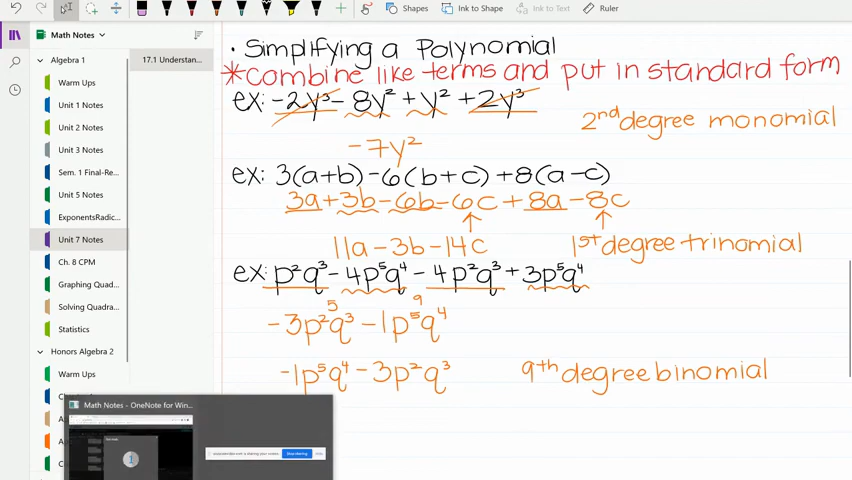 Shapes Ink to Shape Ink to Text Ruler
Math Notes
Algebra 1
17.1 Understan...
Warm Ups
Unit 1 Notes
Unit 2 Notes
Unit 3 Notes
Sem. 1 Final-Re...
Unit 5 Notes
ExponentsRadic...
Unit 7 Notes
Ch. 8 CPM
Graphing Quad...
Solving Quadra...
Statistics
Honors Algebra 2
Warm Ups
• Simplifying a Polynomial
*Combine like terms and put in standard form
ex: -2y³ - 8y² + y² + 2y³
2nd degree monomial
-7y²
ex: 3(a+b) - 6(b+c) + 8(a-c)
3a + 3b - 6b - 6c + 8a - 8c
11a - 3b - 14c 1st degree trinomial
ex: p²q³ - 4p⁵q⁴ - 4p²q³ + 3p⁵q⁴
5 9
-3p²q³ - 1p⁵q⁴
-1p⁵q⁴ - 3p²q³ 9th degree binomial
Math Notes - OneNote for Win...
Stop sharing
Hide